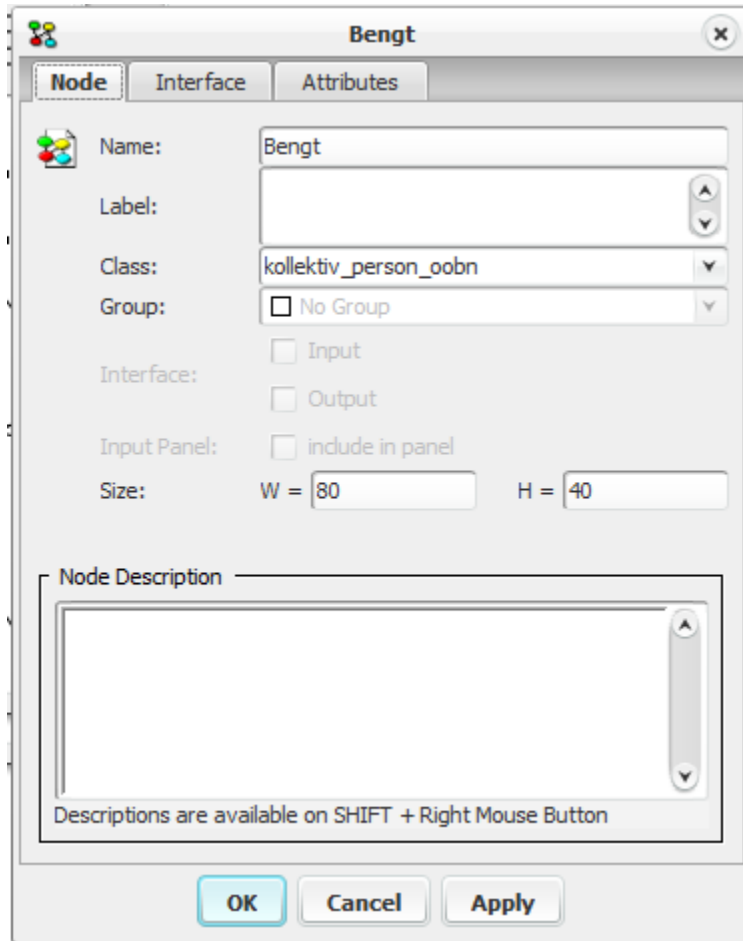 Bengt
Node Interface Attributes
Name: Bengt
Label:
Class: kollektiv_person_oobn
Group: No Group
Interface: Input
Output
Input Panel: include in panel
Size: W = 80 H = 40
Node Description
Descriptions are available on SHIFT + Right Mouse Button
OK Cancel Apply